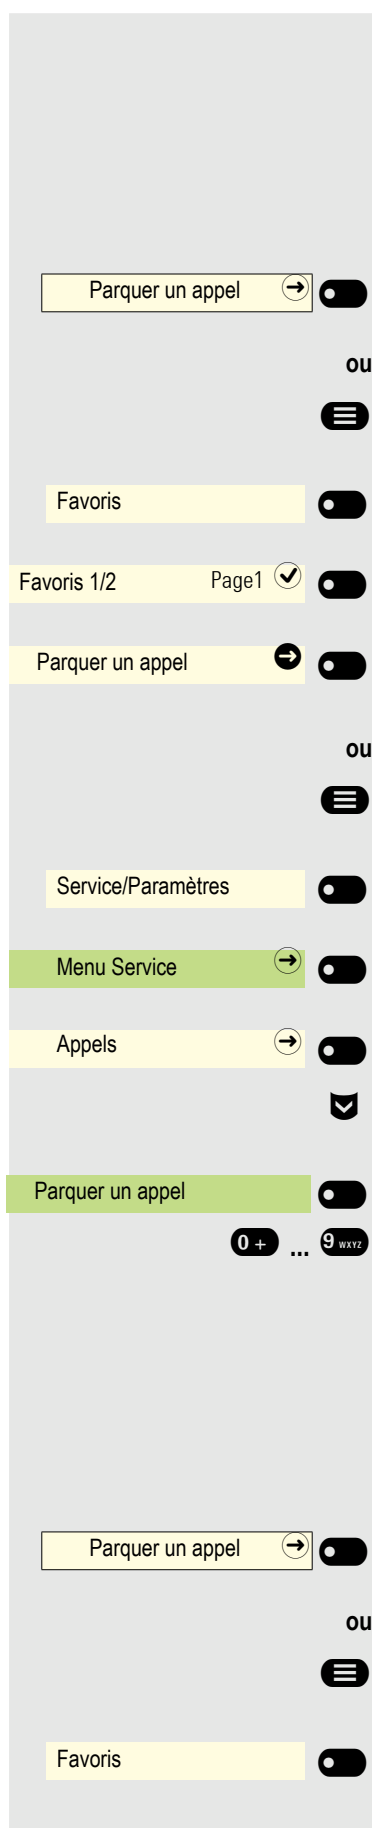 Parquer un appel
ou
Favoris
Favoris 1/2 Page1
Parquer un appel
ou
Service/Paramètres
Menu Service
Appels
Parquer un appel
0 + ... 9 WXYZ
Parquer un appel
ou
Favoris